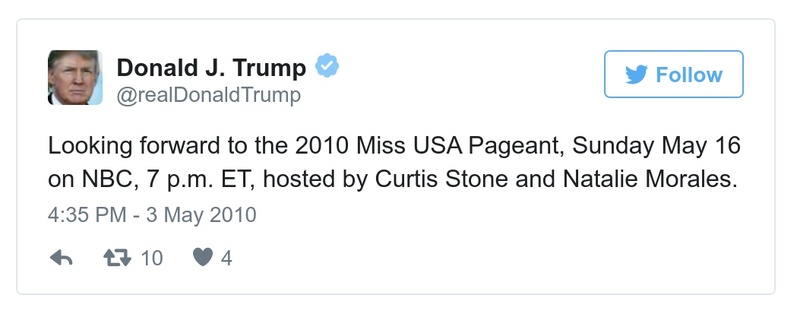 Donald J. Trump
@realDonaldTrump
Follow
Looking forward to the 2010 Miss USA Pageant, Sunday May 16
on NBC, 7 p.m. ET, hosted by Curtis Stone and Natalie Morales.
4:35 PM - 3 May 2010
10 4